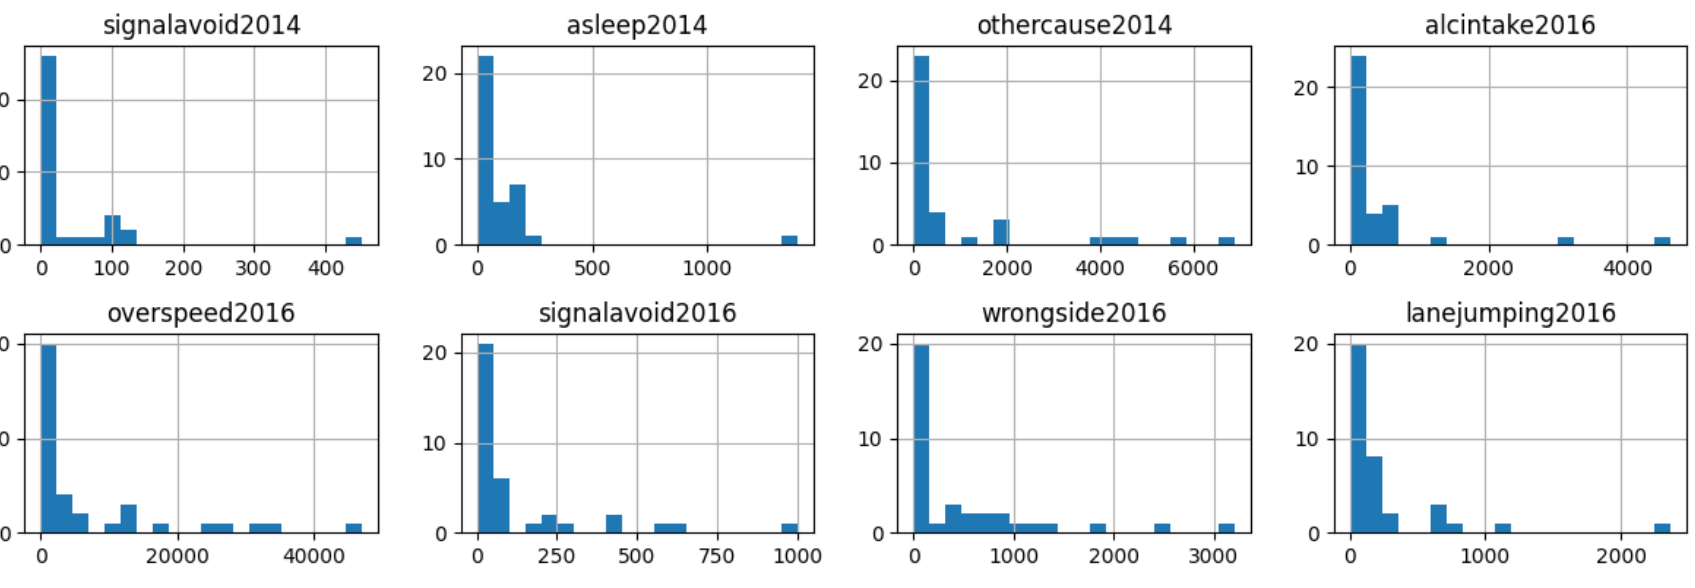 signalavoid2014 asleep2014 othercause2014 alcintake2016
20 20 20
10 10 10
0 0 0 0
0 100 200 300 400 0 500 1000 0 2000 4000 6000 0 2000 4000
overspeed2016 signalavoid2016 wrongside2016 lanejumping2016
20 20 20
10 10 10
0 0 0 0
0 20000 40000 0 250 500 750 1000 0 1000 2000 3000 0 1000 2000